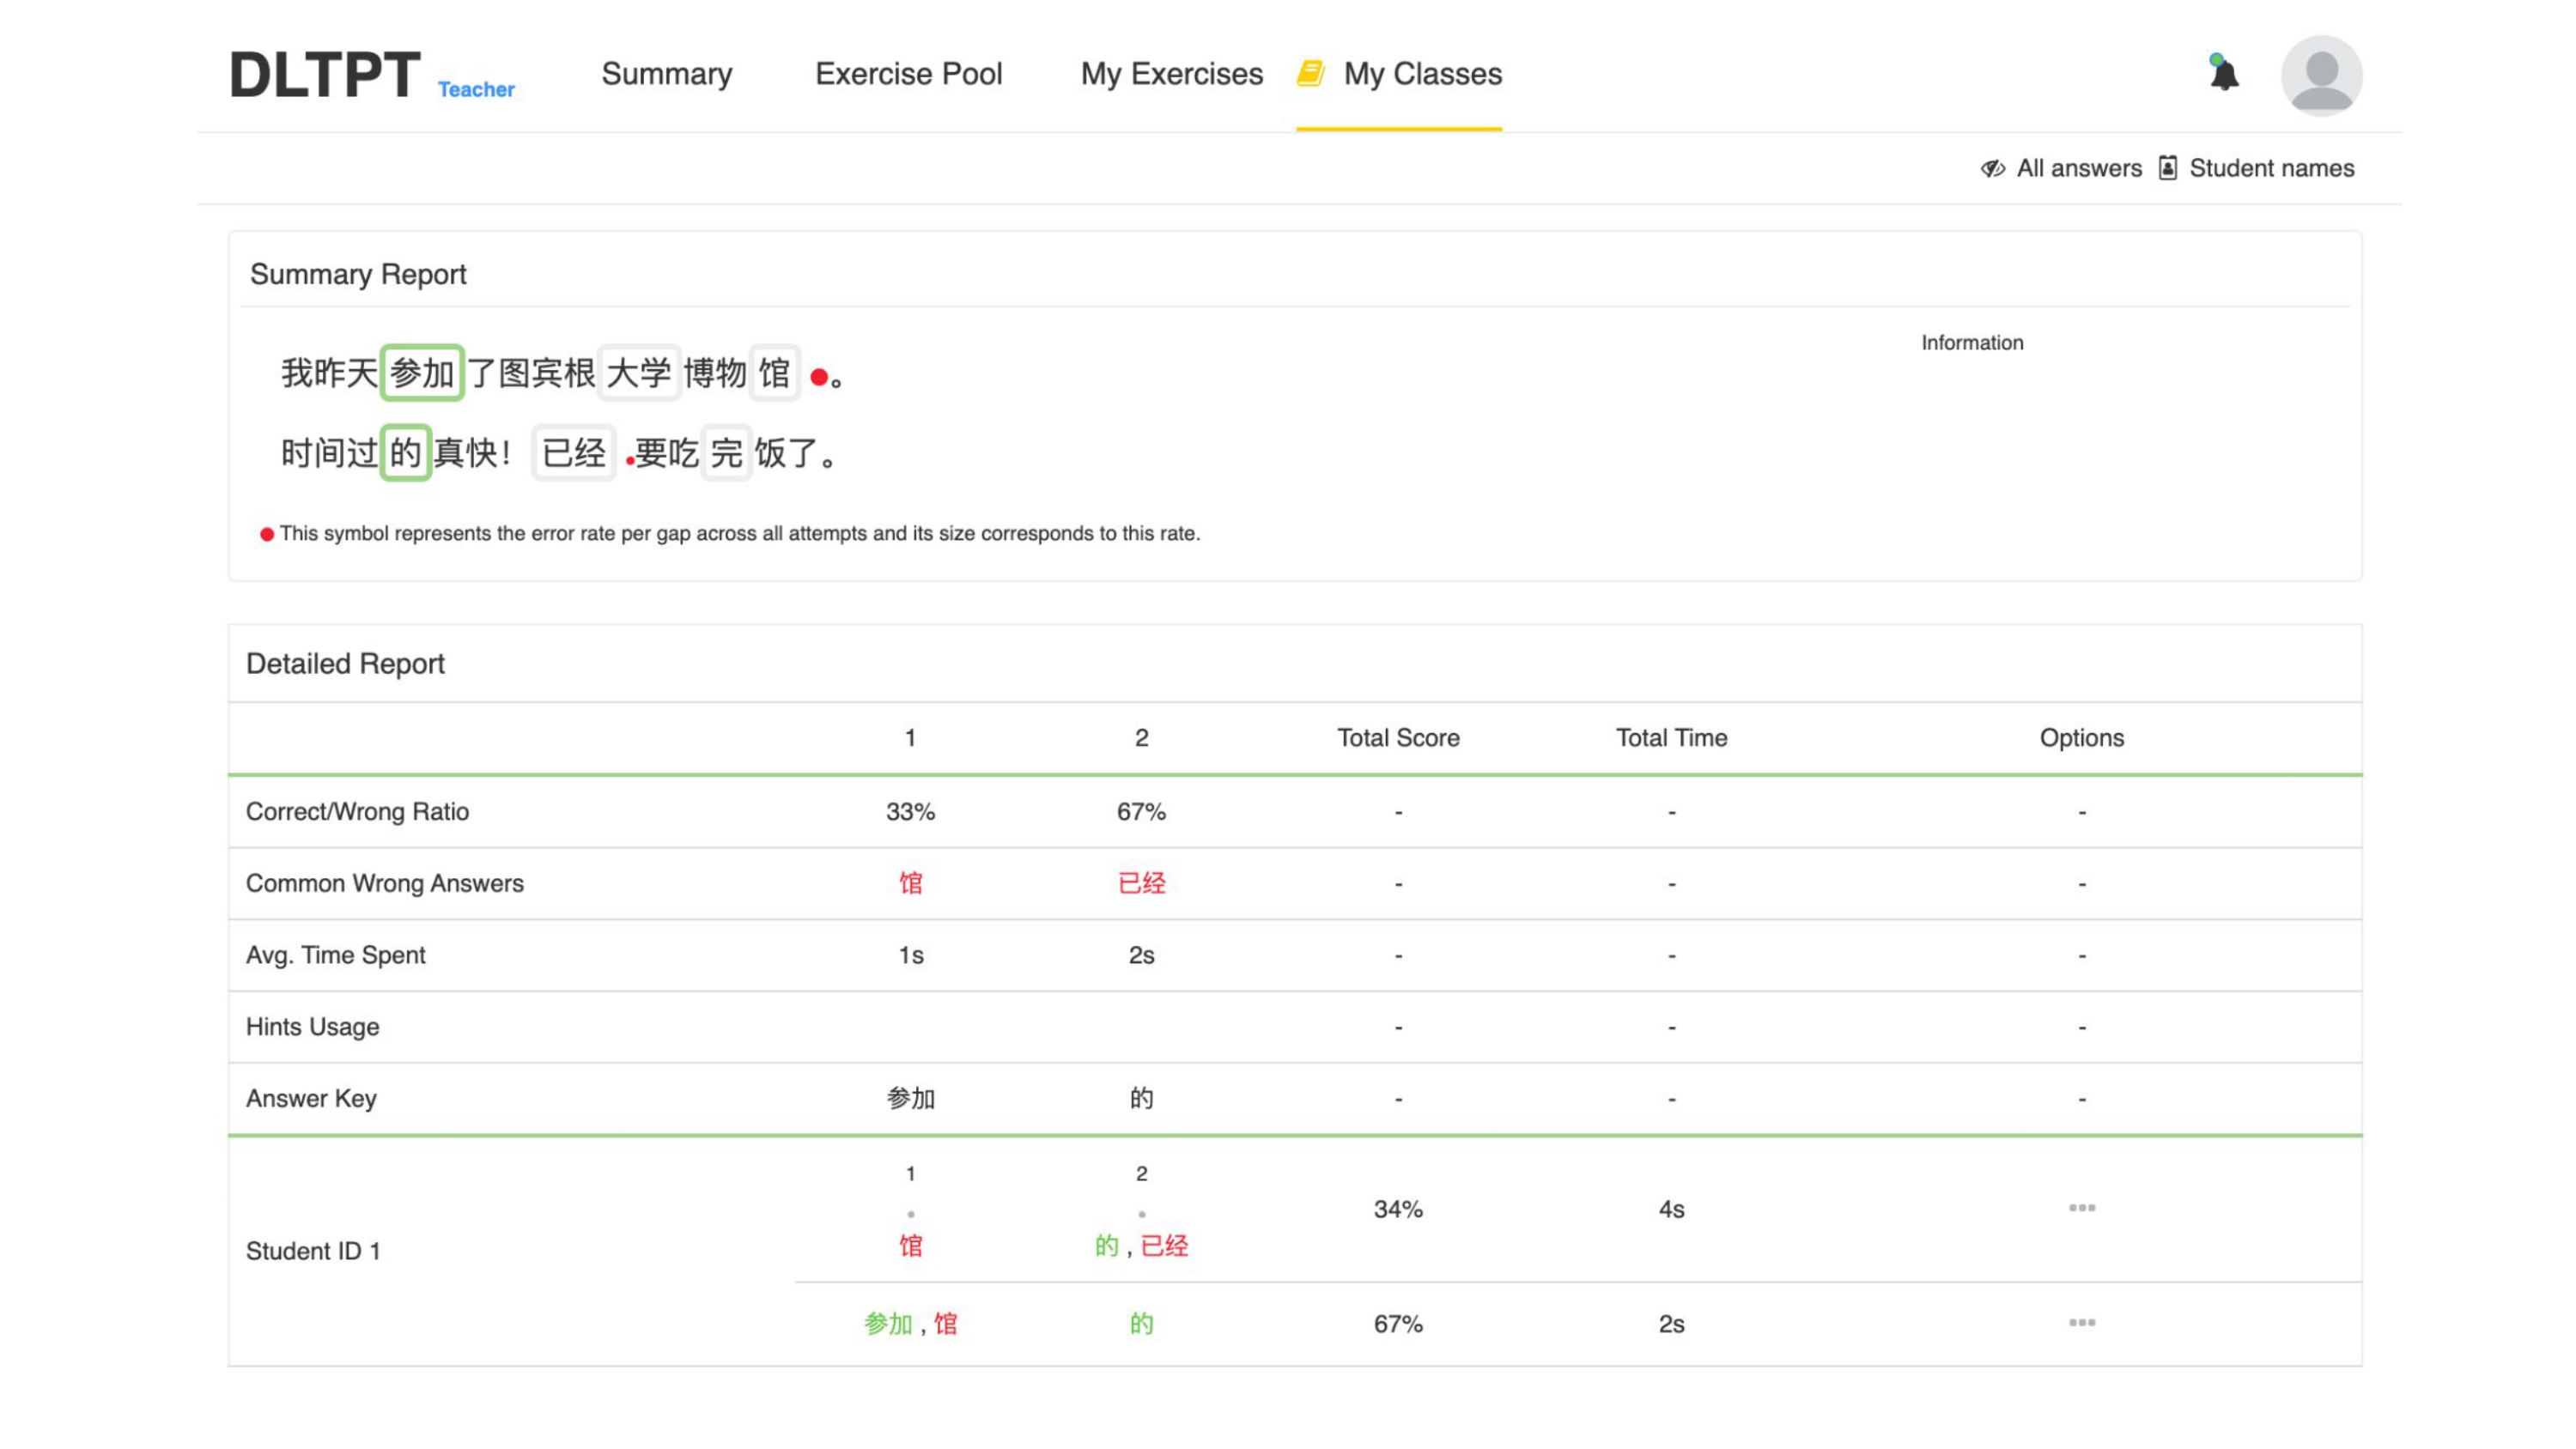 DLTPT Teacher Summary Exercise Pool My Exercises My Classes
All answers Student names
Summary Report
Information
我昨天参加了图宾根大学博物馆。
时间过的真快！已经要吃完饭了。
This symbol represents the error rate per gap across all attempts and its size corresponds to this rate.
Detailed Report
1 2 Total Score Total Time Options
Correct/Wrong Ratio 33% 67% - - -
Common Wrong Answers 馆 已经 - - -
Avg. Time Spent 1s 2s - - -
Hints Usage - - -
Answer Key 参加 的 - - -
1 2
34% 4s
馆 的 , 已经
Student ID 1
参加 , 馆 的 67% 2s